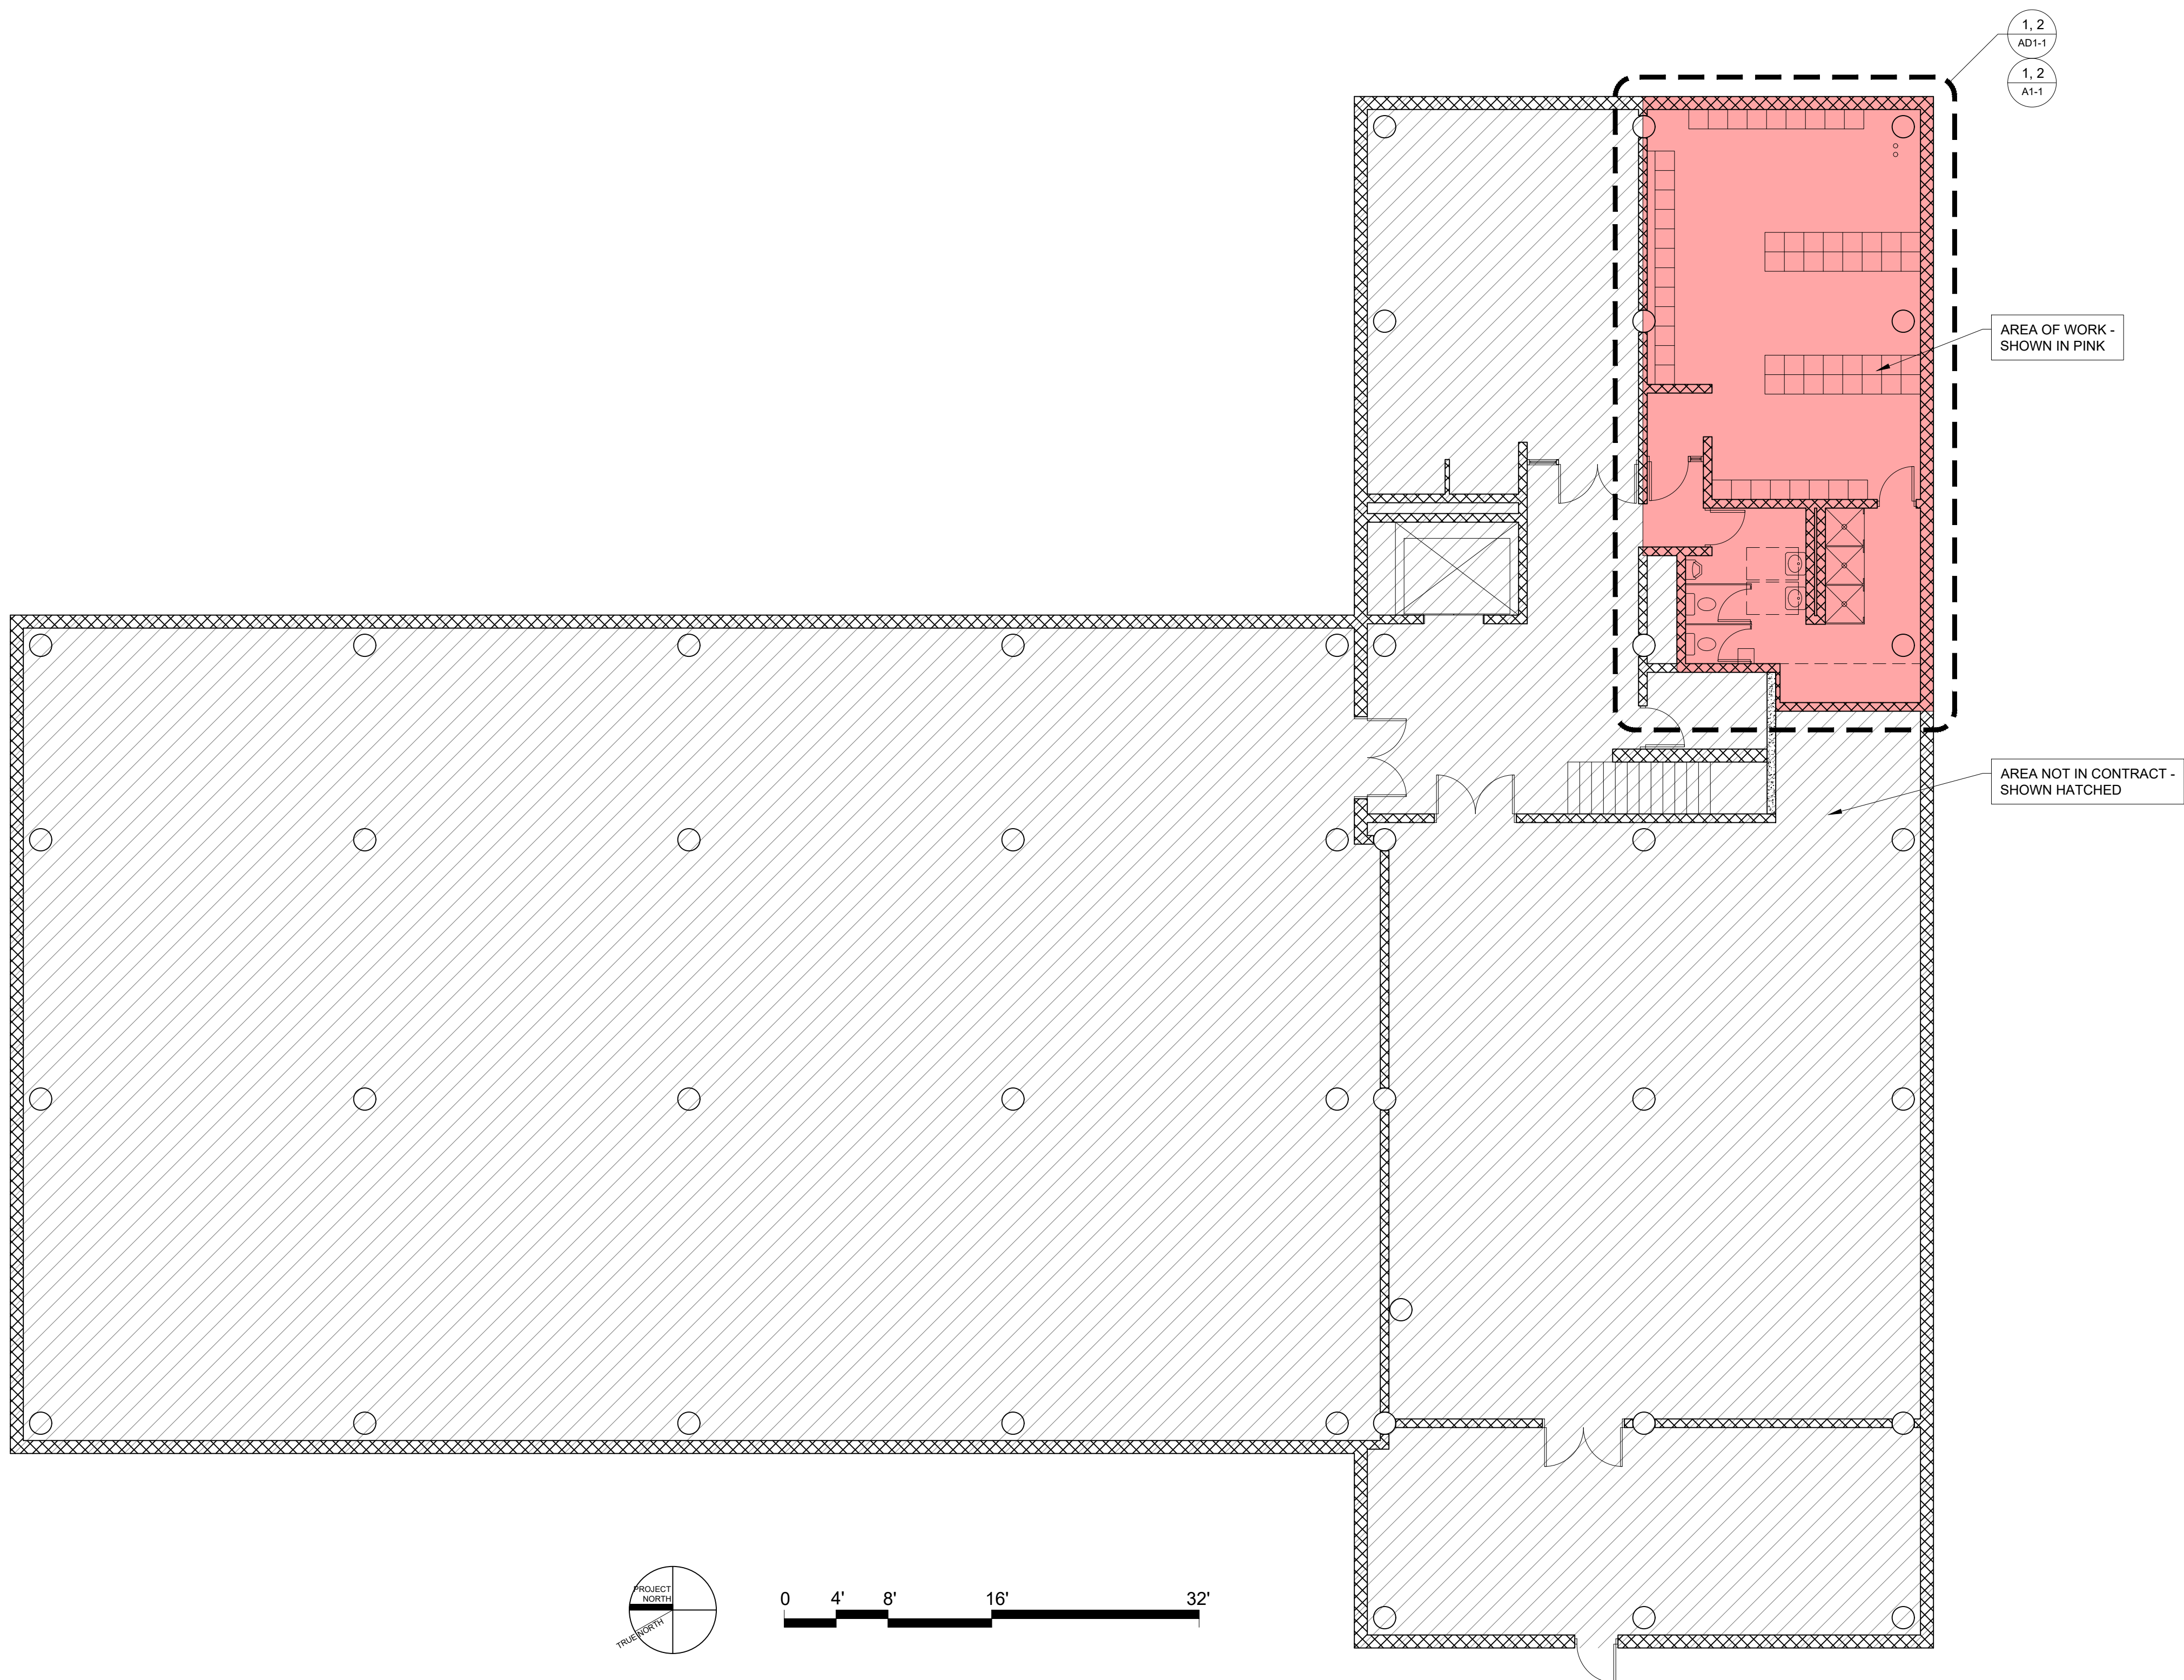 1, 2
AD1-1
1, 2
A1-1
AREA OF WORK -
SHOWN IN PINK
AREA NOT IN CONTRACT -
SHOWN HATCHED
PROJECT
NORTH
TRUE NORTH
0 4' 8' 16' 32'